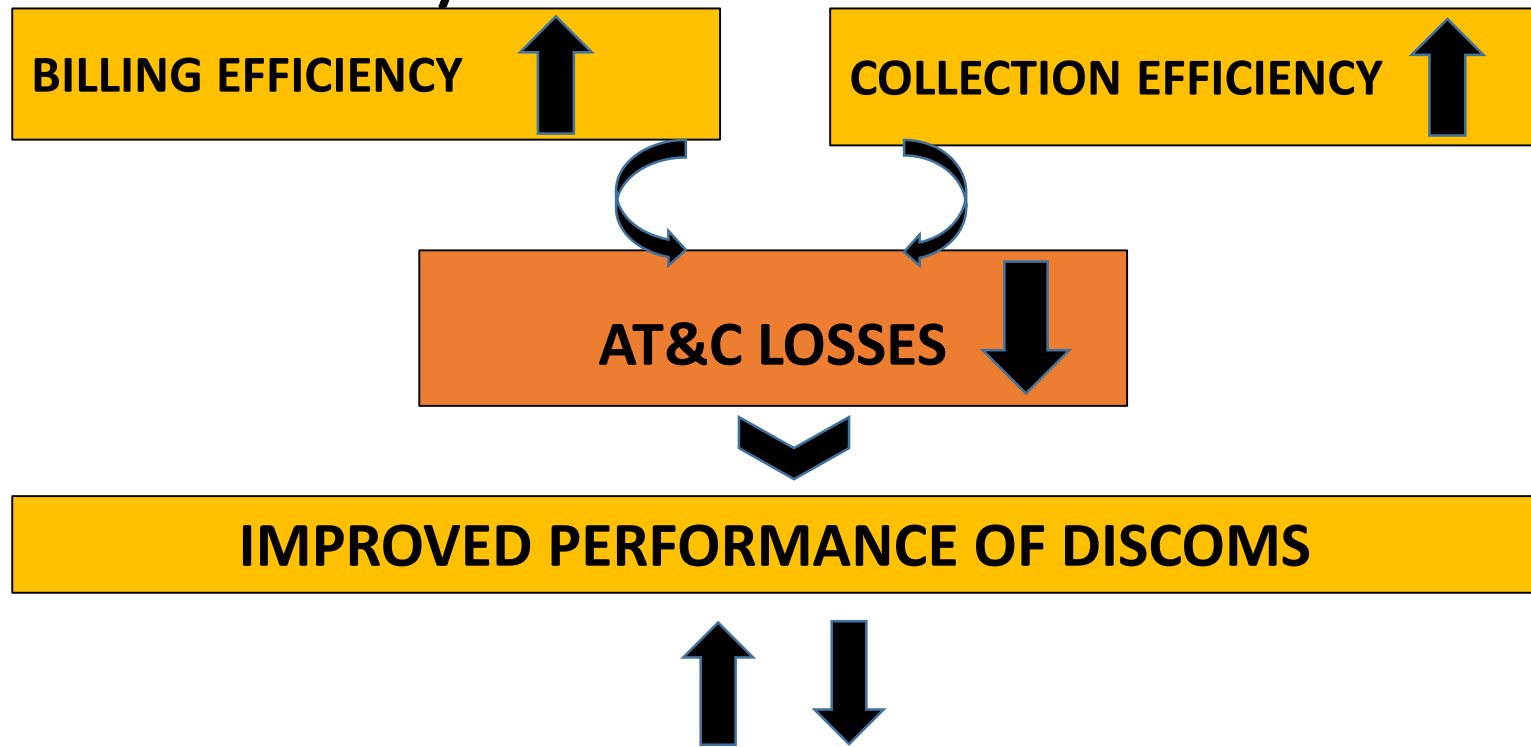 BILLING EFFICIENCY
COLLECTION EFFICIENCY
AT&C LOSSES
IMPROVED PERFORMANCE OF DISCOMS